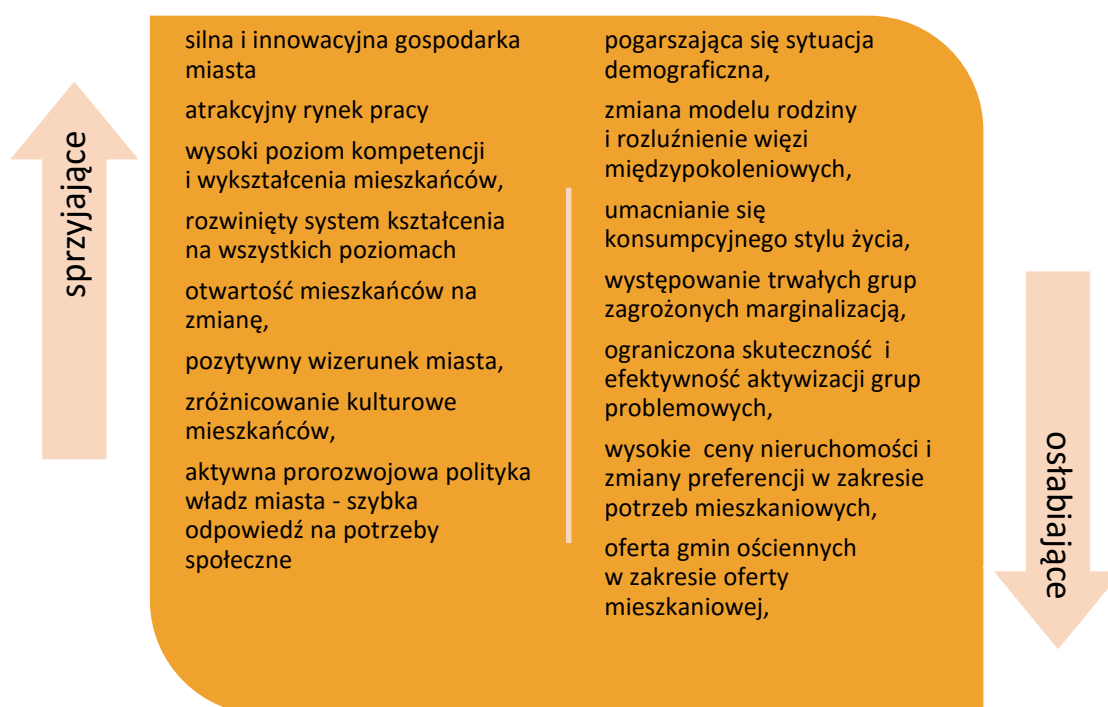 sprzyjające
silna i innowacyjna gospodarka
miasta
atrakcyjny rynek pracy
wysoki poziom kompetencji
i wykształcenia mieszkańców,
rozwinięty system kształcenia
na wszystkich poziomach
otwartość mieszkańców na
zmianę,
pozytywny wizerunek miasta,
zróżnicowanie kulturowe
mieszkańców,
aktywna prorozwojowa polityka
władz miasta - szybka
odpowiedź na potrzeby
społeczne
pogarszająca się sytuacja
demograficzna,
zmiana modelu rodziny
i rozluźnienie więzi
międzypokoleniowych,
umacnianie się
konsumpcyjnego stylu życia,
występowanie trwałych grup
zagrożonych marginalizacją,
ograniczona skuteczność i
efektywność aktywizacji grup
problemowych,
wysokie ceny nieruchomości i
zmiany preferencji w zakresie
potrzeb mieszkaniowych,
oferta gmin ościennych
w zakresie oferty
mieszkaniowej,
osłabiające